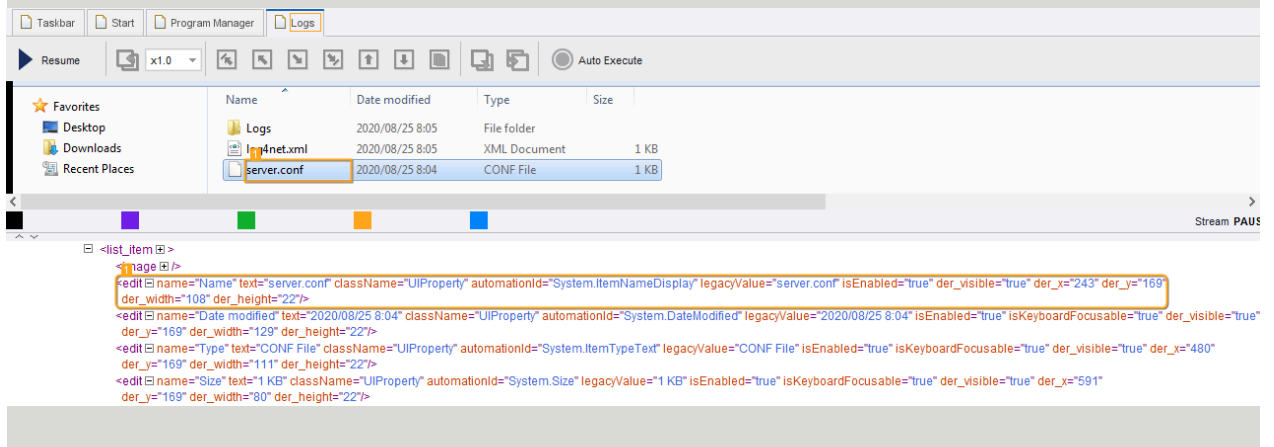 Taskbar Start Program Manager Logs
Resume x1.0 Auto Execute
Favorites
Desktop
Downloads
Recent Places
Name Date modified Type Size
Logs 2020/08/25 8:05 File folder
log4net.xml 2020/08/25 8:05 XML Document 1 KB
server.conf 2020/08/25 8:04 CONF File 1 KB
Stream PAUS
<list_item >
<image />
<edit name="Name" text="server.conf" className="UIProperty" automationId="System.ItemNameDisplay" legacyValue="server.conf" isEnabled="true" der_visible="true" der_x="243" der_y="169"
der_width="108" der_height="22"/>
<edit name="Date modified" text="2020/08/25 8:04" className="UIProperty" automationId="System.DateModified" legacyValue="2020/08/25 8:04" isEnabled="true" isKeyboardFocusable="true" der_visible="true"
der_y="169" der_width="129" der_height="22"/>
<edit name="Type" text="CONF File" className="UIProperty" automationId="System.ItemTypeText" legacyValue="CONF File" isEnabled="true" isKeyboardFocusable="true" der_visible="true" der_x="480"
der_y="169" der_width="111" der_height="22"/>
<edit name="Size" text="1 KB" className="UIProperty" automationId="System.Size" legacyValue="1 KB" isEnabled="true" isKeyboardFocusable="true" der_visible="true" der_x="591"
der_y="169" der_width="80" der_height="22"/>